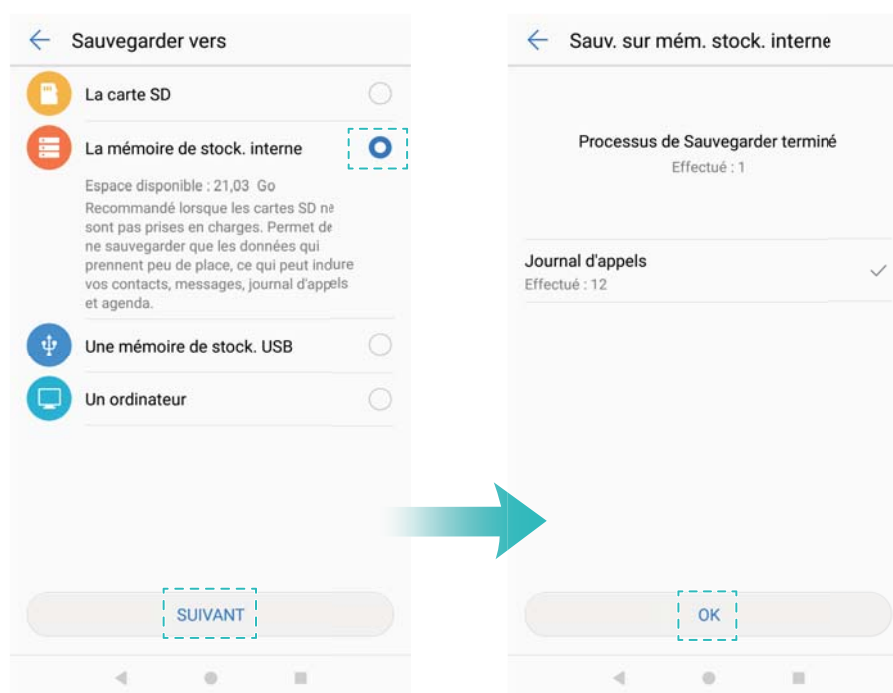 Sauvegarder vers
La carte SD
La mémoire de stock. interne
Espace disponible : 21,03 Go
Recommandé lorsque les cartes SD ne
sont pas prises en charges. Permet de
ne sauvegarder que les données qui
prennent peu de place, ce qui peut indure
vos contacts, messages, journal d'appels
et agenda.
Une mémoire de stock. USB
Un ordinateur
SUIVANT
Sauv. sur mém. stock. interne
Processus de Sauvegarder terminé
Effectué : 1
Journal d'appels
Effectué : 12
OK